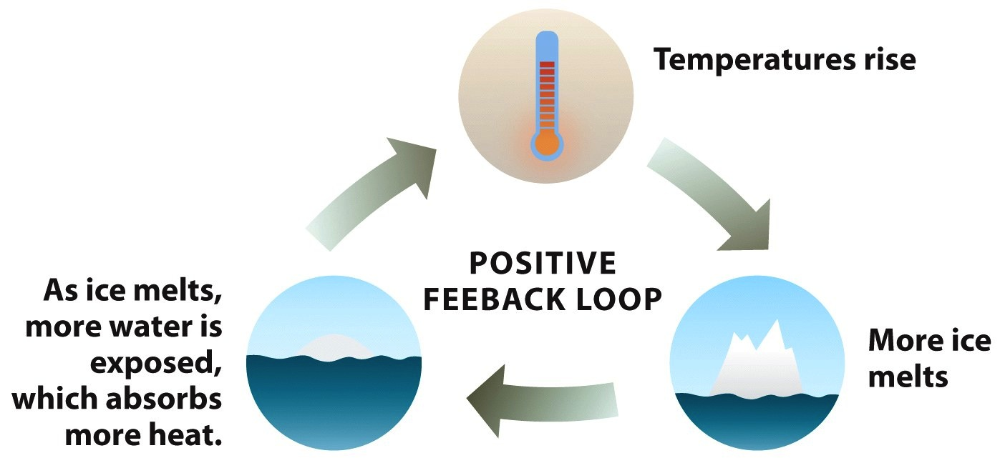 Temperatures rise
More ice
melts
As ice melts,
more water is
exposed,
which absorbs
more heat.
POSITIVE
FEEBACK LOOP